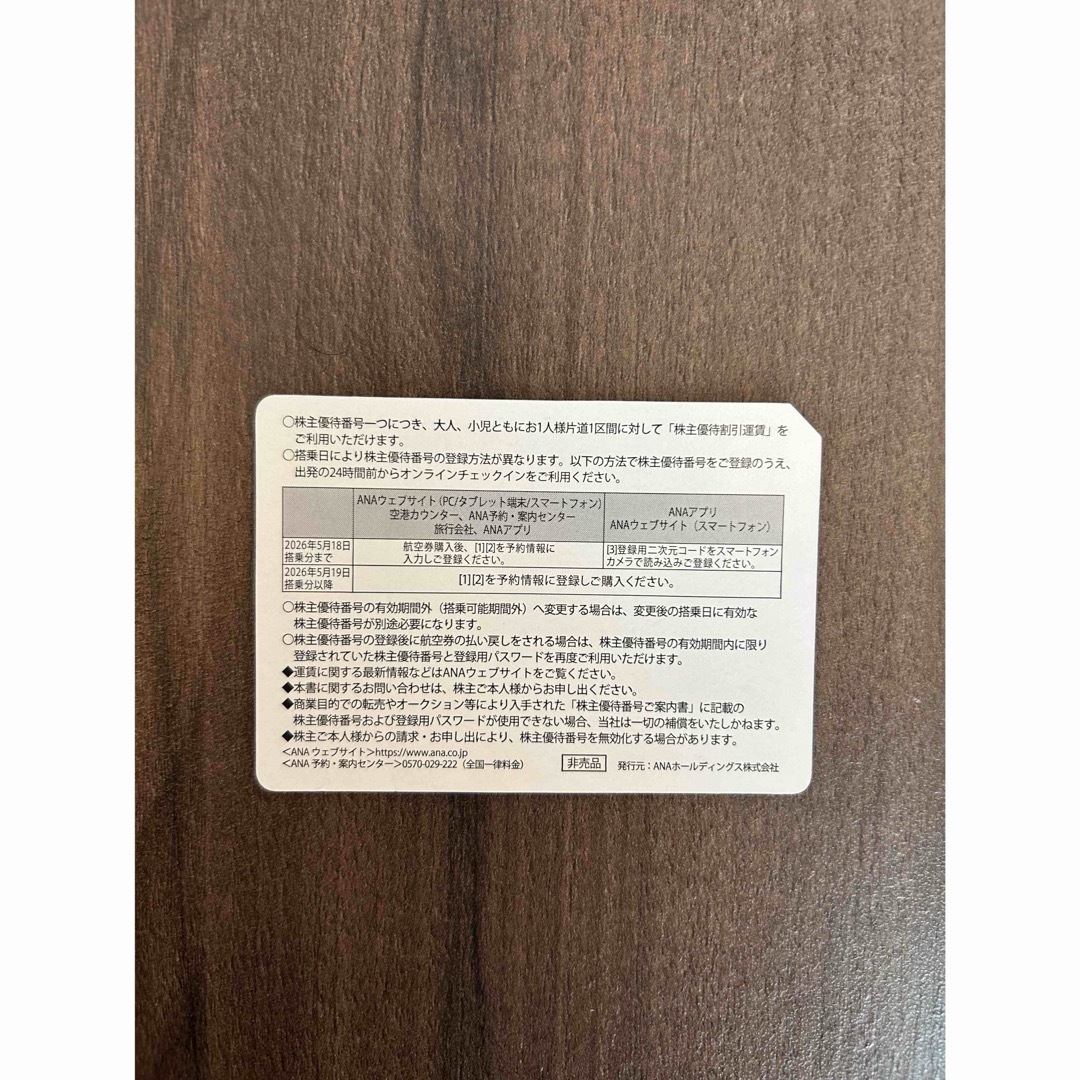 ○株主優待番号一つにつき、大人、小児ともにお1人様片道1区間に対して「株主優待割引運賃」を
ご利用いただけます。
○搭乗日により株主優待番号の登録方法が異なります。以下の方法で株主優待番号をご登録のうえ、
出発の24時間前からオンラインチェックインをご利用ください。
ANAウェブサイト（PC/タブレット端末/スマートフォン）
空港カウンター、ANA予約・案内センター
旅行会社、ANAアプリ
ANAアプリ
ANAウェブサイト（スマートフォン）
2026年5月18日
搭乗分まで
航空券購入後、[1][2]を予約情報に
入力しご登録ください。
[3]登録用二次元コードをスマートフォン
カメラで読み込みご登録ください。
2026年5月19日
搭乗分以降
[1][2]を予約情報に登録しご購入ください。
○株主優待番号の有効期間外（搭乗可能期間外）へ変更する場合は、変更後の搭乗日に有効な
株主優待番号が別途必要になります。
○株主優待番号の登録後に航空券の払い戻しをされる場合は、株主優待番号の有効期間内に限り
登録されていた株主優待番号と登録用パスワードを再度ご利用いただけます。
◆運賃に関する最新情報などはANAウェブサイトをご覧ください。
◆本書に関するお問い合わせは、株主ご本人様からお申し出ください。
◆商業目的での転売やオークション等により入手された「株主優待番号ご案内書」に記載の
株主優待番号および登録用パスワードが使用できない場合、当社は一切の補償をいたしかねます。
◆株主ご本人様からの請求・お申し出により、株主優待番号を無効化する場合があります。
＜ANA ウェブサイト＞https://www.ana.co.jp
＜ANA 予約・案内センター＞0570-029-222（全国一律料金）
非売品
発行元：ANAホールディングス株式会社